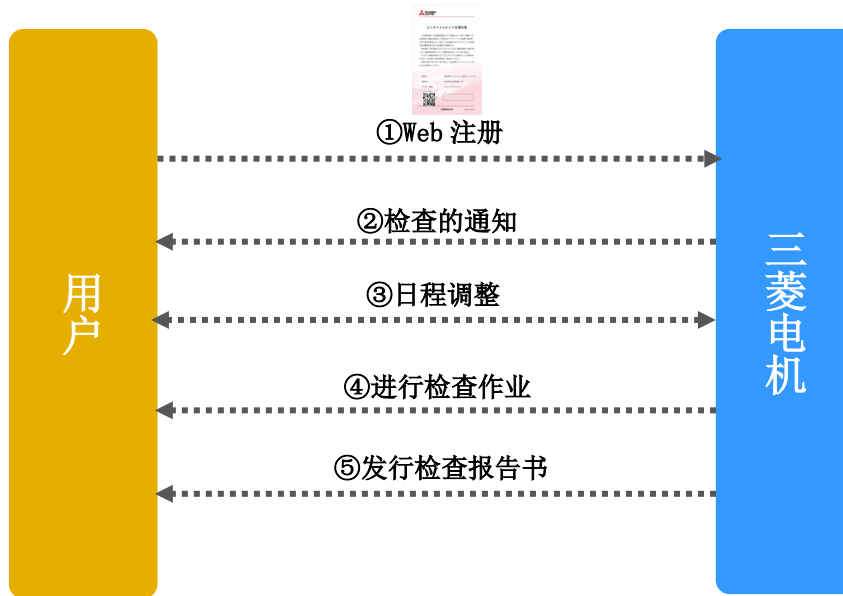 ①Web 注册
②检查的通知
③日程调整
④进行检查作业
⑤发行检查报告书
用户
三菱电机